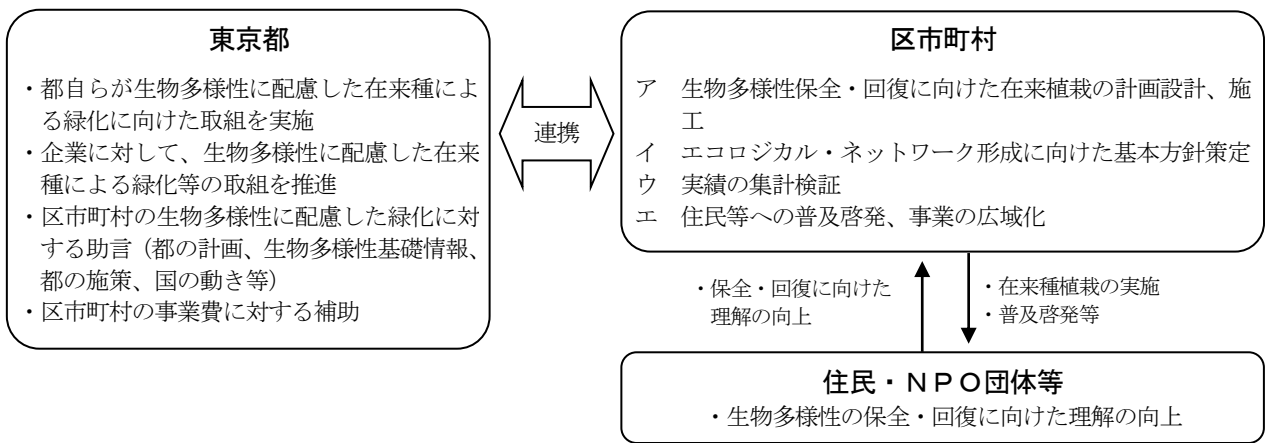 東京都
・都自らが生物多様性に配慮した在来種によ
る緑化に向けた取組を実施
・企業に対して、生物多様性に配慮した在来
種による緑化等の取組を推進
・区市町村の生物多様性に配慮した緑化に対
する助言（都の計画、生物多様性基礎情報、
都の施策、国の動き等）
・区市町村の事業費に対する補助
連携
区市町村
ア　生物多様性保全・回復に向けた在来植栽の計画設計、施
工
イ　エコロジカル・ネットワーク形成に向けた基本方針策定
ウ　実績の集計検証
エ　住民等への普及啓発、事業の広域化
・保全・回復に向けた
理解の向上
・在来種植栽の実施
・普及啓発等
住民・ＮＰＯ団体等
・生物多様性の保全・回復に向けた理解の向上